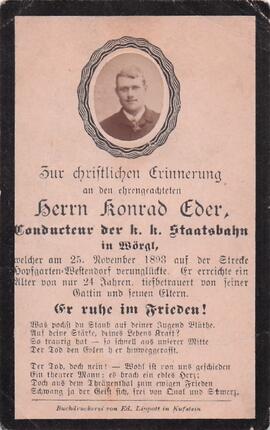 Zur christlichen Erinnerung
an den ehrengeachteten
Herrn Konrad Eder,
Conducteur der k. k. Staatsbahn
in Wörgl,
welcher am 25. November 1893 auf der Strecke
Hopfgarten-Westendorf verunglückte. Er erreichte ein
Alter von nur 24 Jahren, tiefbetrauert von seiner
Gattin und seinen Eltern.
Er ruhe im Frieden!
Was pochst du Staub auf deiner Jugend Blüthe,
Auf deine Stärke, deines Lebens Kraft?
So traurig hat — so schnell aus unserer Mitte
Der Tod den Edlen hier hinweggerafft.
Der Tod, doch nein! — Wohl ist von uns geschieden
Ein theurer Mann; es brach ein edles Herz;
Doch aus dem Thränenthal zum ewigen Frieden
Schwang ja der Geist sich, frei von Qual und Schmerz.
Buchdruckerei von Ed. Lippott in Kufstein